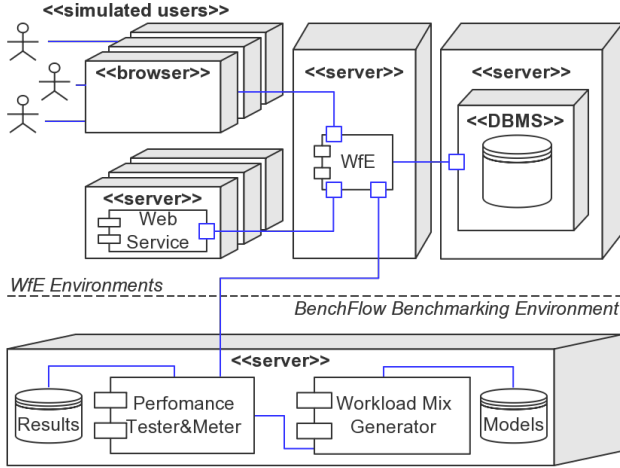 <<simulated users>>
<<browser>>
<<server>>
<<server>>
<<DBMS>>
WfE
<<server>>
Web
Service
WfE Environments
BenchFlow Benchmarking Environment
<<server>>
Results
Perfomance
Tester&Meter
Workload Mix
Generator
Models